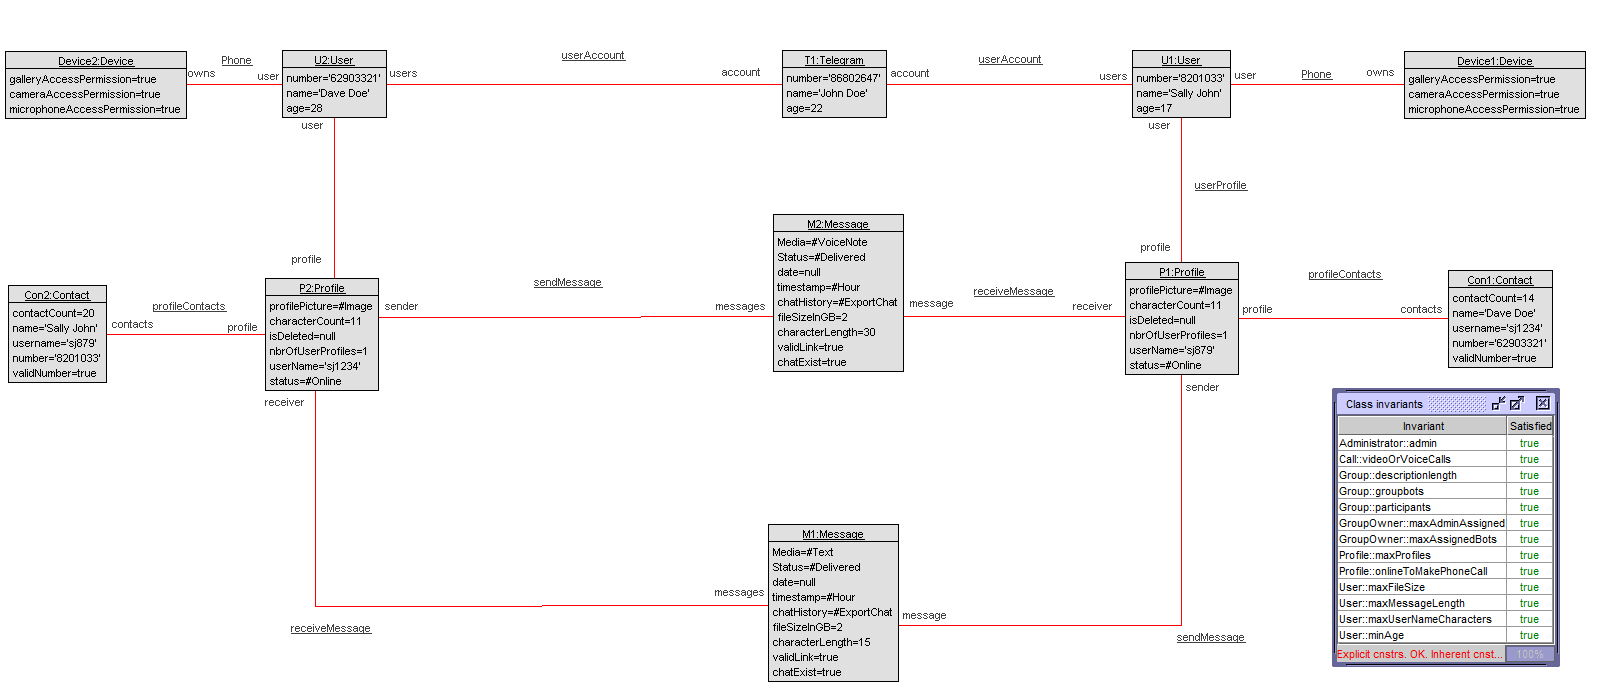 Device2:Device
galleryAccessPermission=true
cameraAccessPermission=true
microphoneAccessPermission=true
owns
Phone
user
U2:User
number='62903321'
name='Dave Doe'
age=28
users
userAccount
account
T1:Telegram
number='86802647'
name='John Doe'
age=22
account
userAccount
users
U1:User
number='8201033'
name='Sally John'
age=17
user
Phone
owns
Device1:Device
galleryAccessPermission=true
cameraAccessPermission=true
microphoneAccessPermission=true
user
profile
user
userProfile
profile
Con2:Contact
contactCount=20
name='Sally John'
username='sj879'
number='8201033'
validNumber=true
profileContacts
contacts
profile
P2:Profile
profilePicture=#Image
characterCount=11
isDeleted=null
nbrOfUserProfiles=1
userName='sj1234'
status=#Online
sender
sendMessage
messages
M2:Message
Media=#VoiceNote
Status=#Delivered
date=null
timestamp=#Hour
chatHistory=#ExportChat
fileSizeInGB=2
characterLength=30
validLink=true
chatExist=true
message
receiveMessage
receiver
P1:Profile
profilePicture=#Image
characterCount=11
isDeleted=null
nbrOfUserProfiles=1
userName='sj879'
status=#Online
profile
profileContacts
contacts
Con1:Contact
contactCount=14
name='Dave Doe'
username='sj1234'
number='62903321'
validNumber=true
receiver
receiveMessage
messages
M1:Message
Media=#Text
Status=#Delivered
date=null
timestamp=#Hour
chatHistory=#ExportChat
fileSizeInGB=2
characterLength=15
validLink=true
chatExist=true
message
sender
sendMessage
Class invariants
Invariant Satisfied
Administrator::admin true
Call::videoOrVoiceCalls true
Group::descriptionlength true
Group::groupbots true
Group::participants true
GroupOwner::maxAdminAssigned true
GroupOwner::maxAssignedBots true
Profile::maxProfiles true
Profile::onlineToMakePhoneCall true
User::maxFileSize true
User::maxMessageLength true
User::maxUserNameCharacters true
User::minAge true
Explicit cnstrs. OK. Inherent cnst... 100%